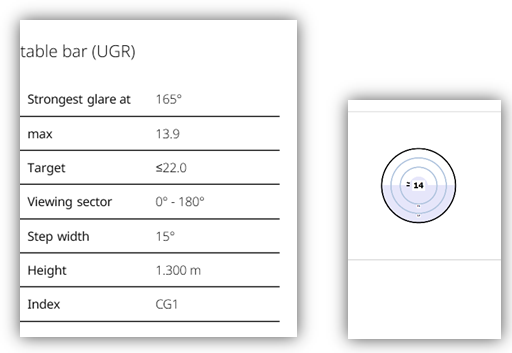 table bar (UGR)
Strongest glare at 165°
max 13.9
Target ≤22.0
Viewing sector 0° - 180°
Step width 15°
Height 1.300 m
Index CG1
14